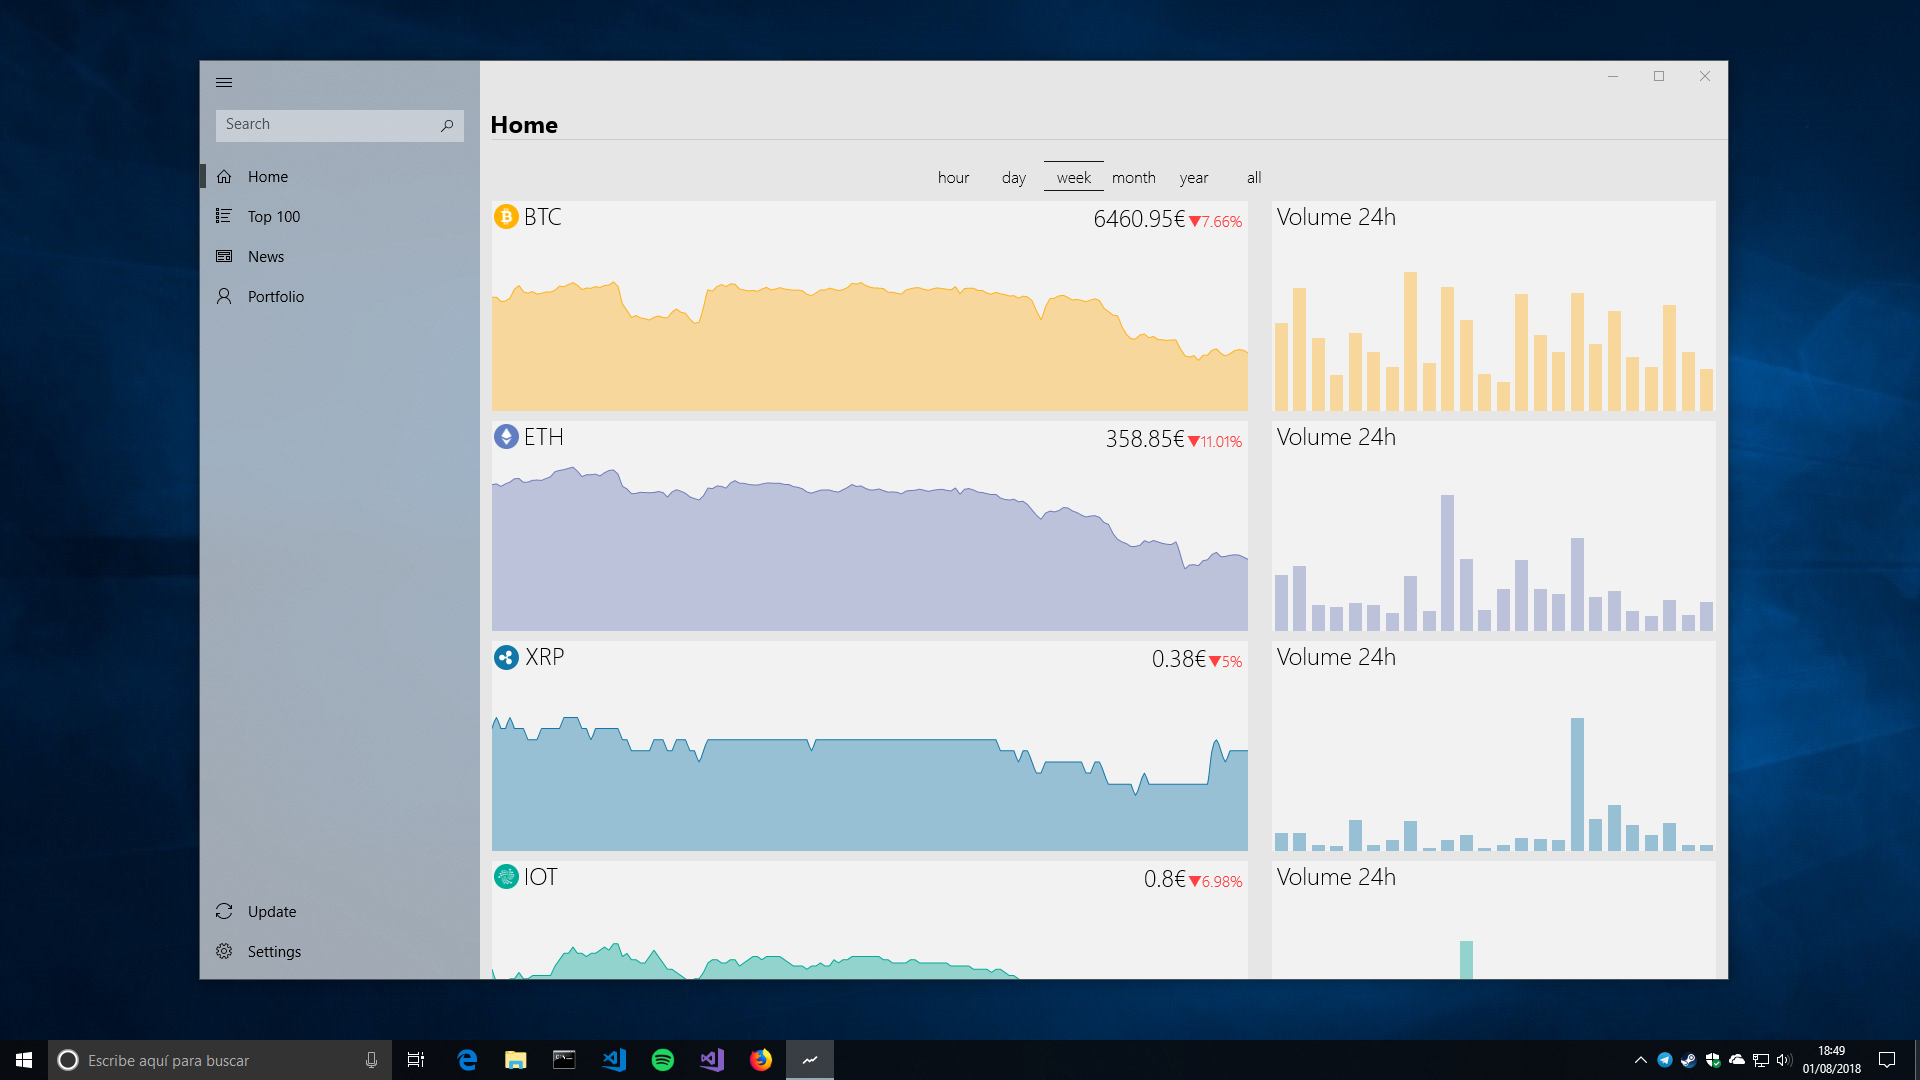 Search
Home
Top 100
News
Portfolio
Update
Settings
Home
hour day week month year all
BTC 6460.95€▼7.66%
Volume 24h
ETH 358.85€▼11.01%
Volume 24h
XRP 0.38€▼5%
Volume 24h
IOT 0.8€▼6.98%
Volume 24h
Escribe aquí para buscar
18:49
01/08/2018